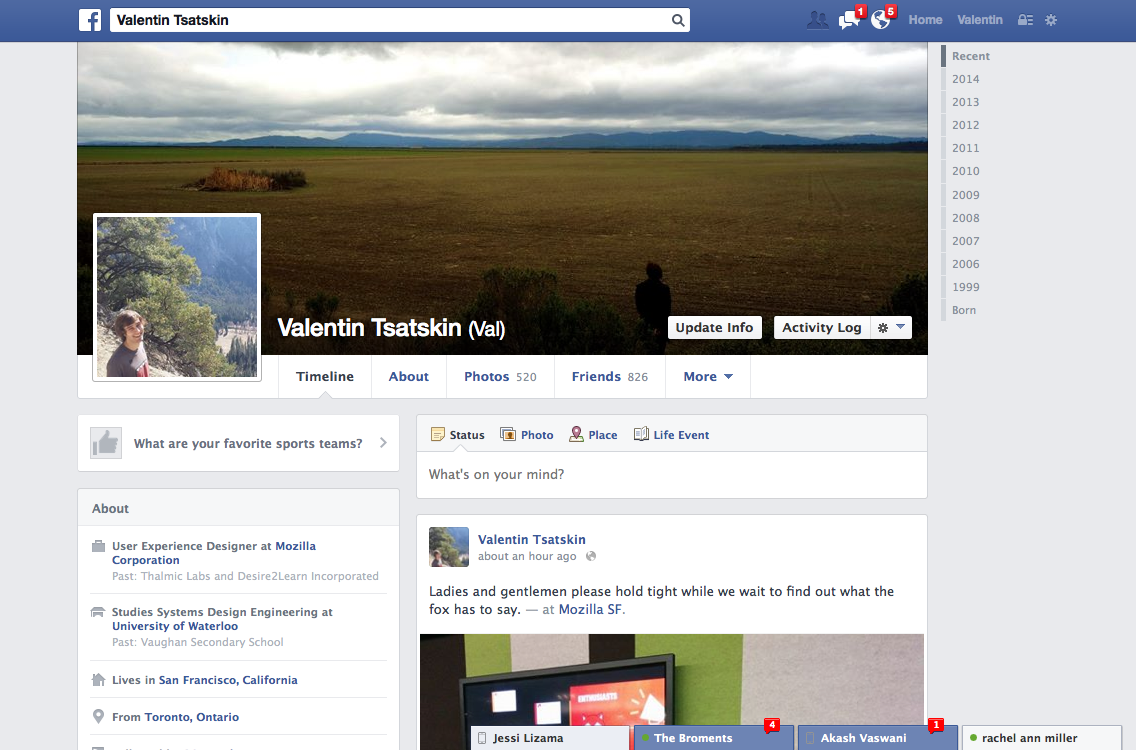 Valentin Tsatskin
1
5
Home
Valentin
Recent
2014
2013
2012
2011
2010
2009
2008
2007
2006
1999
Born
Valentin Tsatskin (Val)
Update Info
Activity Log
Timeline
About
Photos 520
Friends 826
More
What are your favorite sports teams?
About
User Experience Designer at Mozilla
Corporation
Past: Thalmic Labs and Desire2Learn Incorporated
Studies Systems Design Engineering at
University of Waterloo
Past: Vaughan Secondary School
Lives in San Francisco, California
From Toronto, Ontario
Status
Photo
Place
Life Event
What's on your mind?
Valentin Tsatskin
about an hour ago
Ladies and gentlemen please hold tight while we wait to find out what the
fox has to say. — at Mozilla SF.
ENTHUSIASTS
Jessi Lizama
The Broments
4
Akash Vaswani
1
rachel ann miller